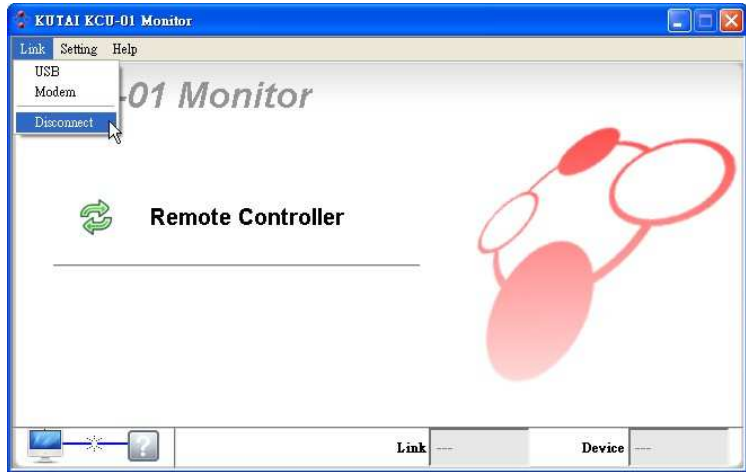 KUTAI KCU-01 Monitor
Link Setting Help
USB
Modem
Disconnect
-01 Monitor
Remote Controller
?
Link --- Device ---